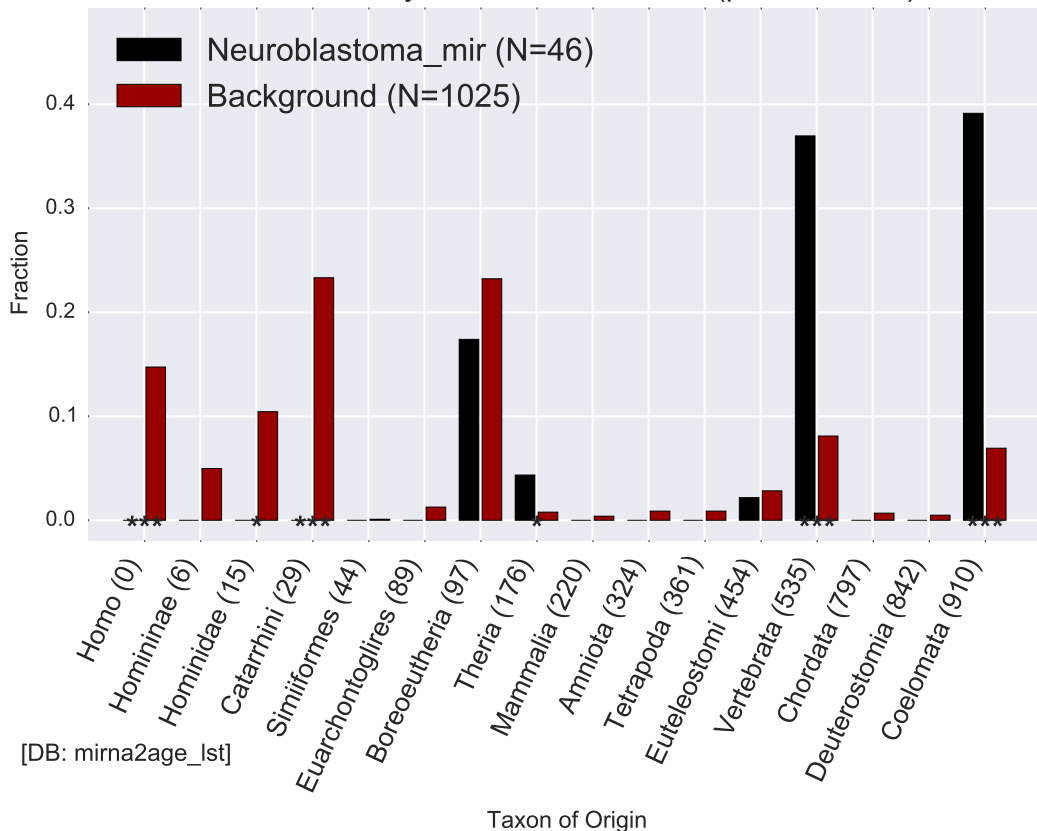 Neuroblastoma_mir (N=46)
Background (N=1025)
0.4
0.3
0.2
0.1
0.0
Fraction
*** * *** * *** ***
Homo (0)
Homininae (6)
Hominidae (15)
Catarrhini (29)
Simiiformes (44)
Euarchontoglires (89)
Boreoeutheria (97)
Theria (176)
Mammalia (220)
Amniota (324)
Tetrapoda (361)
Euteleostomi (454)
Vertebrata (535)
Chordata (797)
Deuterostomia (842)
Coelomata (910)
[DB: mirna2age_lst]
Taxon of Origin